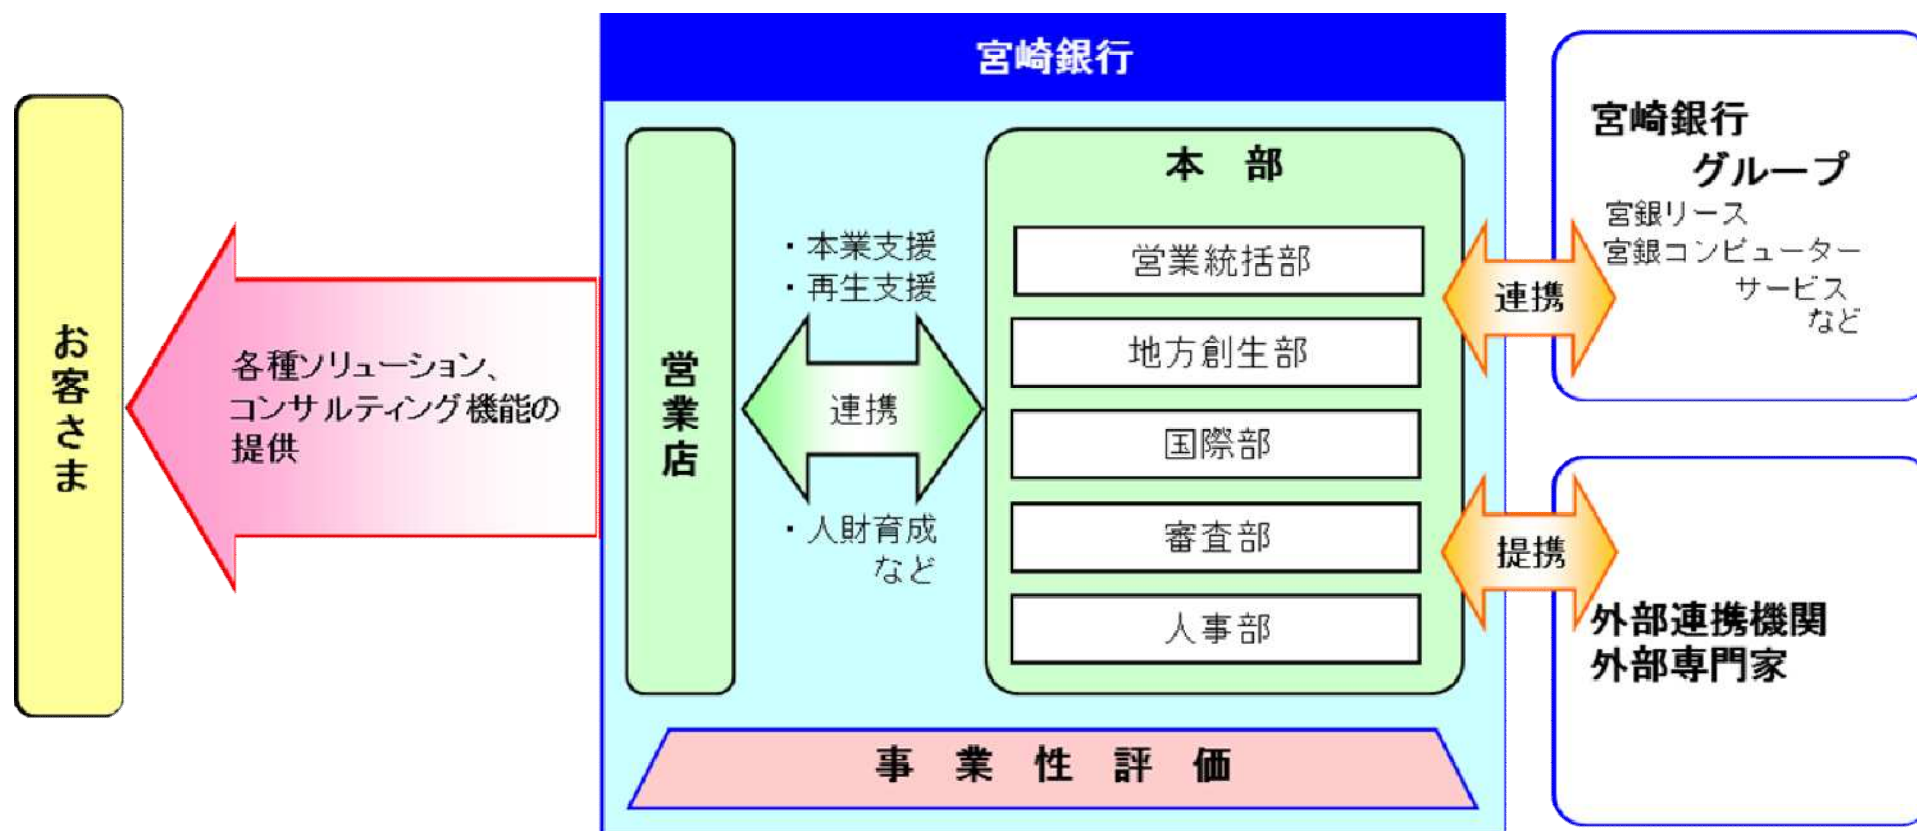 宮崎銀行
お客さま
各種ソリューション、
コンサルティング機能の
提供
営業店
・本業支援
・再生支援
連携
・人財育成
など
本部
営業統括部
地方創生部
国際部
審査部
人事部
事業性評価
連携
提携
宮崎銀行
グループ
宮銀リース
宮銀コンピューター
サービス
など
外部連携機関
外部専門家